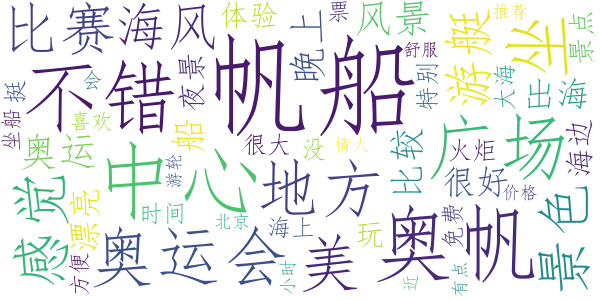 比赛
海风
体验
晚上
票
风景
游艇
推荐
坐
景点
挺
会
不错
夜景
帆船
舒服
特别
大海
出海
坐船
喜欢
船
奥运
游轮
很大
没
情人
比较
广场
火炬
海边
感觉
漂亮
中心
地方
很好
价格
时间
北京
海上
玩
奥帆
免费
景色
方便
奥运会
小时
美
近
有点